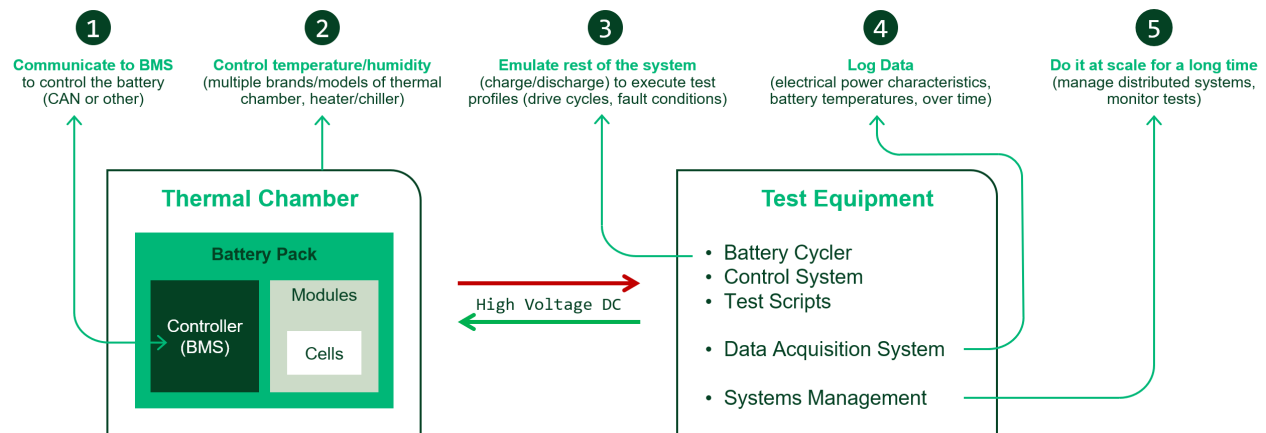 1
Communicate to BMS
to control the battery
(CAN or other)
2
Control temperature/humidity
(multiple brands/models of thermal
chamber, heater/chiller)
3
Emulate rest of the system
(charge/discharge) to execute test
profiles (drive cycles, fault conditions)
4
Log Data
(electrical power characteristics,
battery temperatures, over time)
5
Do it at scale for a long time
(manage distributed systems,
monitor tests)
Thermal Chamber
Battery Pack
Controller
(BMS)
Modules
Cells
High Voltage DC
Test Equipment
• Battery Cycler
• Control System
• Test Scripts
• Data Acquisition System
• Systems Management